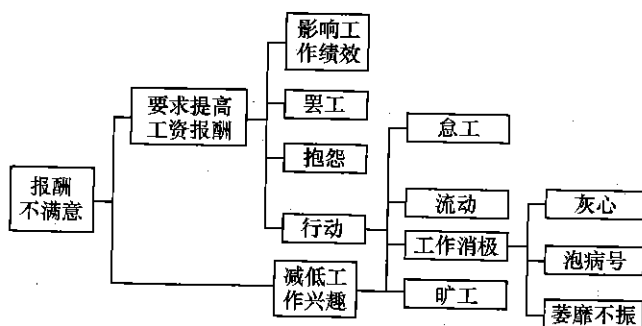 影响工
作绩效
要求提高
工资报酬
罢工
怠工
抱怨
报酬
不满意
流动
灰心
行动
工作消极
泡病号
减低工
作兴趣
旷工
萎靡不振